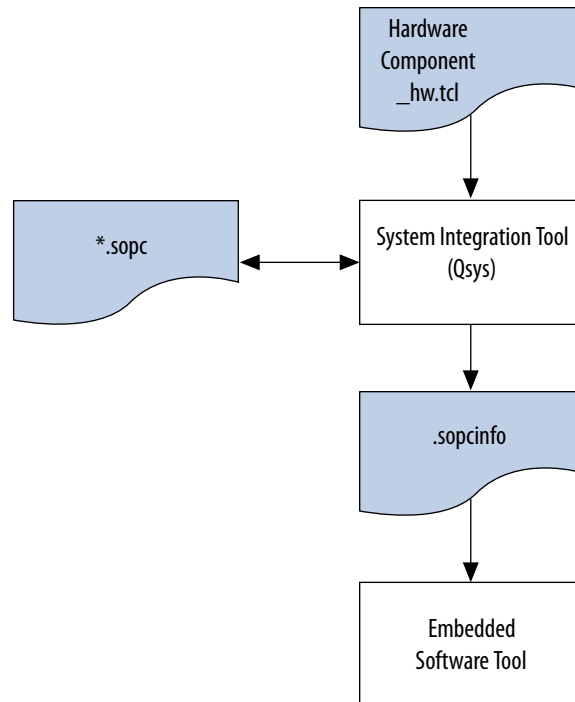 Hardware
Component
_hw.tcl
*.sopc
System Integration Tool
(Qsys)
.sopcinfo
Embedded
Software Tool